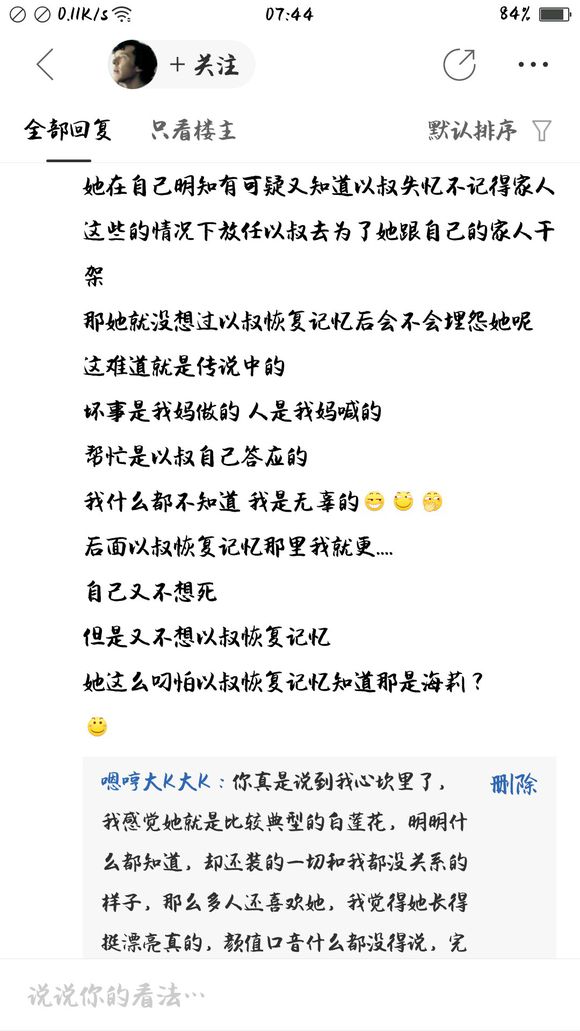 0.11K/s
07:44
84%
+ 关注
全部回复
只看楼主
默认排序
她在自己明知有可疑又知道以叔失忆不记得家人
这些的情况下放任以叔去为了她跟自己的家人干
架
那她就没想过以叔恢复记忆后会不会埋怨她呢
这难道就是传说中的
坏事是我妈做的 人是我妈喊的
帮忙是以叔自己答应的
我什么都不知道 我是无辜的
后面以叔恢复记忆那里我就更....
自己又不想死
但是又不想以叔恢复记忆
她这么叼怕以叔恢复记忆知道那是海莉？
嗯哼大K大K：你真是说到我心坎里了，
删除
我感觉她就是比较典型的白莲花，明明什
么都知道，却还装的一切和我都没关系的
样子，那么多人还喜欢她，我觉得她长得
挺漂亮真的，颜值口音什么都没得说，完
说说你的看法…